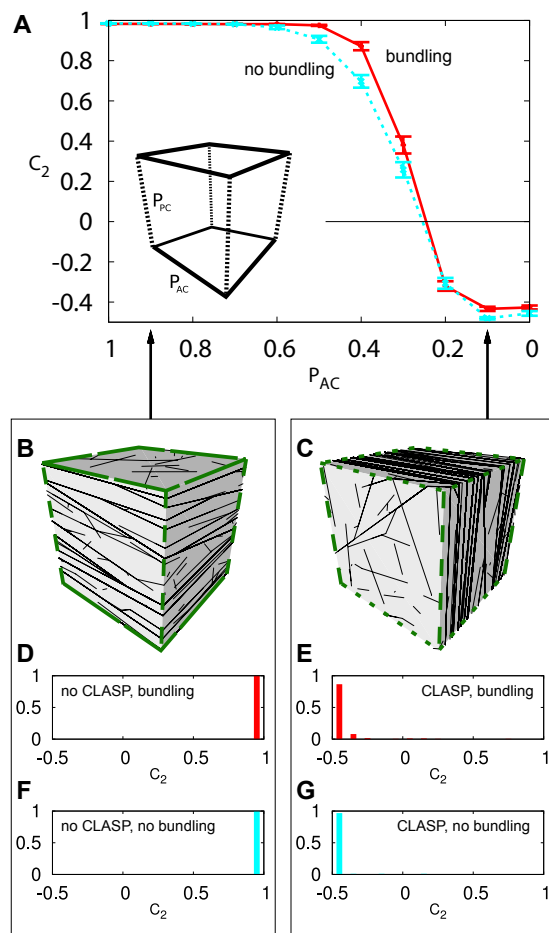 A
1
0.8
0.6
0.4
0.2
0
-0.2
-0.4
C2
bundling
no bundling
PPC
PAC
1 0.8 0.6 0.4 0.2 0
PAC
B
C
D
1
0
no CLASP, bundling
-0.5 0 0.5 1
C2
E
1
0
CLASP, bundling
-0.5 0 0.5 1
C2
F
1
0.5
0
no CLASP, no bundling
-0.5 0 0.5 1
C2
G
1
0.5
0
CLASP, no bundling
-0.5 0 0.5 1
C2